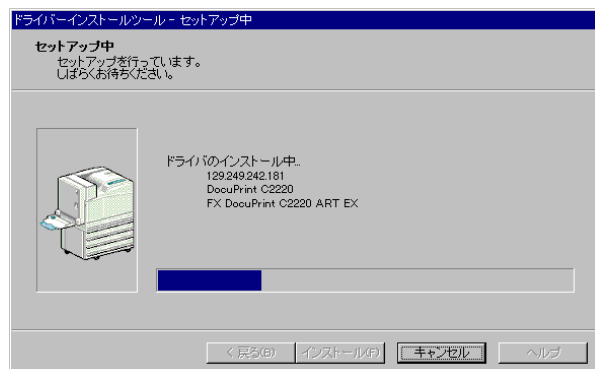 ドライバーインストールツール - セットアップ中
セットアップ中
セットアップを行っています。
しばらくお待ちください。
ドライバのインストール中...
129.249.242.181
DocuPrint C2220
FX DocuPrint C2220 ART EX
< 戻る(B)
インストール(F)
キャンセル
ヘルプ